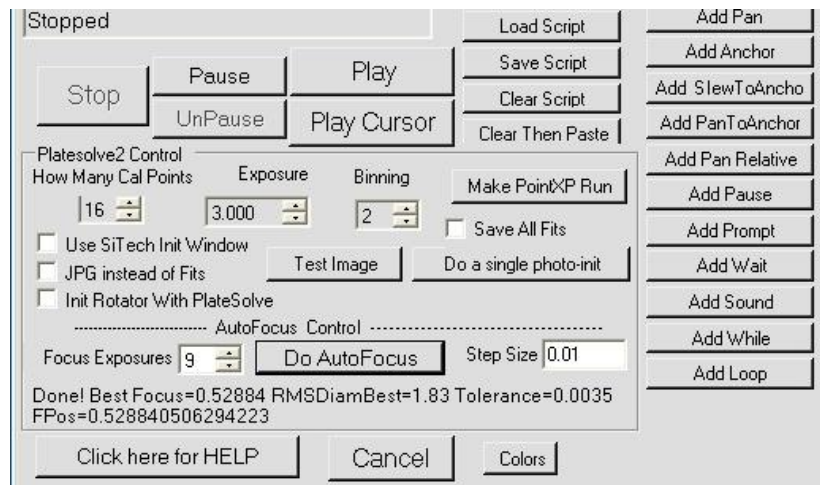 Stopped
Load Script
Add Pan
Save Script
Add Anchor
Stop
Pause
Play
Clear Script
Add SlewToAncho
UnPause
Play Cursor
Clear Then Paste
Add PanToAnchor
Platesolve2 Control
Add Pan Relative
How Many Cal Points
Exposure
Binning
Make PointXP Run
Add Pause
16
3.000
2
Save All Fits
Add Prompt
Use SiTech Init Window
JPG instead of Fits
Test Image
Do a single photo-init
Add Wait
Init Rotator With PlateSolve
Add Sound
AutoFocus Control
Add While
Focus Exposures
9
Do AutoFocus
Step Size
0.01
Add Loop
Done! Best Focus=0.52884 RMSDiamBest=1.83 Tolerance=0.0035
FPos=0.528840506294223
Click here for HELP
Cancel
Colors